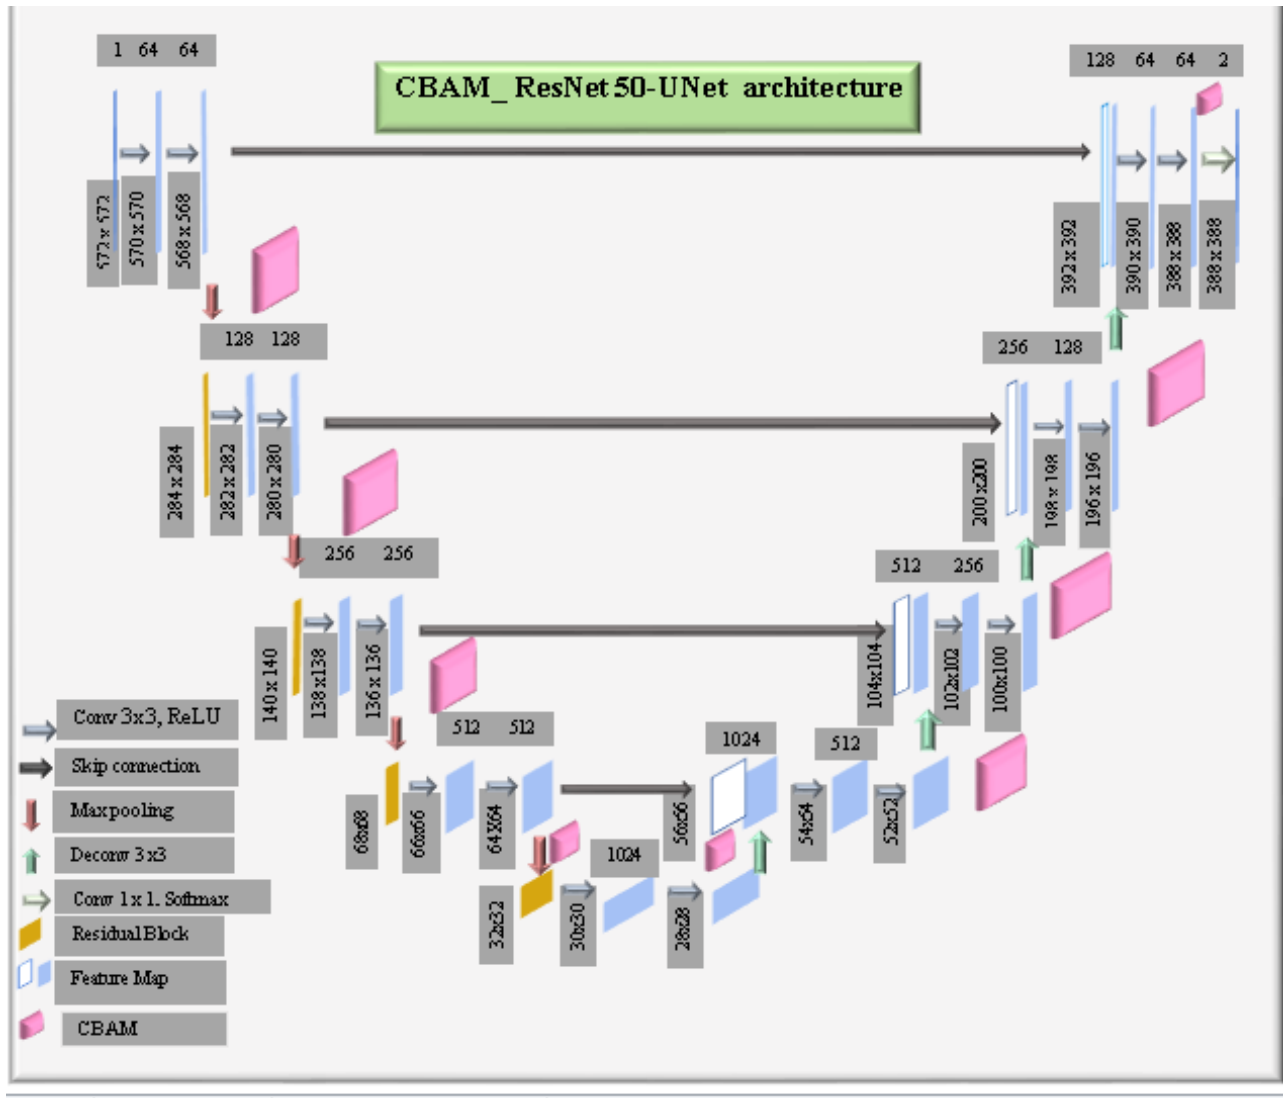 1 64 64
CBAM_ ResNet 50-UNet architecture
128 64 64 2
572 x 572
570 x 570
568 x 568
392 x 392
390 x 390
388 x 388
388 x 388
128 128
256 128
284 x 284
282 x 282
280 x 280
200 x200
198 x 198
196 x 196
256 256
512 256
140 x 140
138 x138
136 x 136
104x104
102x102
100x100
512 512
1024
512
68x68
66x66
64X64
56x56
54x54
52x52
1024
32x32
30x30
28x28
Conv 3x3, ReLU
Skip connection
Maxpooling
Deconv 3 x3
Conv 1 x 1, Softmax
Residual Block
Feature Map
CBAM